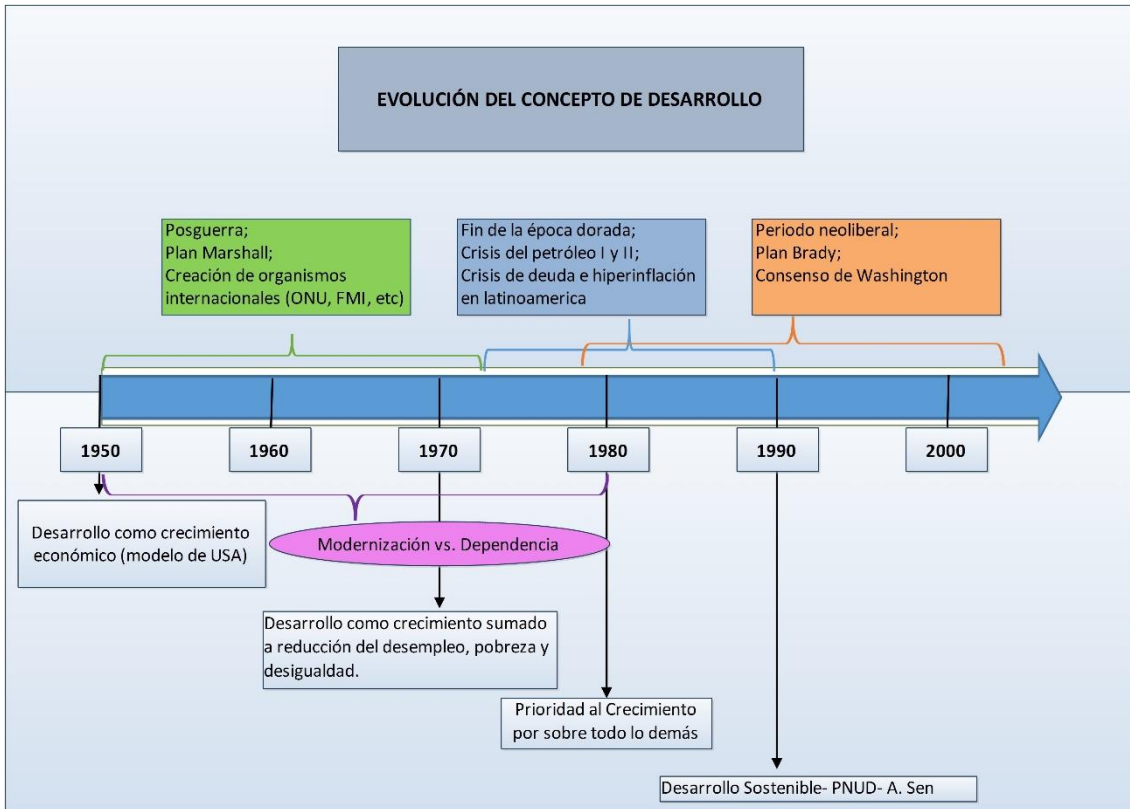 EVOLUCIÓN DEL CONCEPTO DE DESARROLLO
Posguerra;
Plan Marshall;
Creación de organismos
internacionales (ONU, FMI, etc)
Fin de la época dorada;
Crisis del petróleo I y II;
Crisis de deuda e hiperinflación
en latinoamerica
Periodo neoliberal;
Plan Brady;
Consenso de Washington
1950
1960
1970
1980
1990
2000
Desarrollo como crecimiento
económico (modelo de USA)
Modernización vs. Dependencia
Desarrollo como crecimiento sumado
a reducción del desempleo, pobreza y
desigualdad.
Prioridad al Crecimiento
por sobre todo lo demás
Desarrollo Sostenible- PNUD- A. Sen